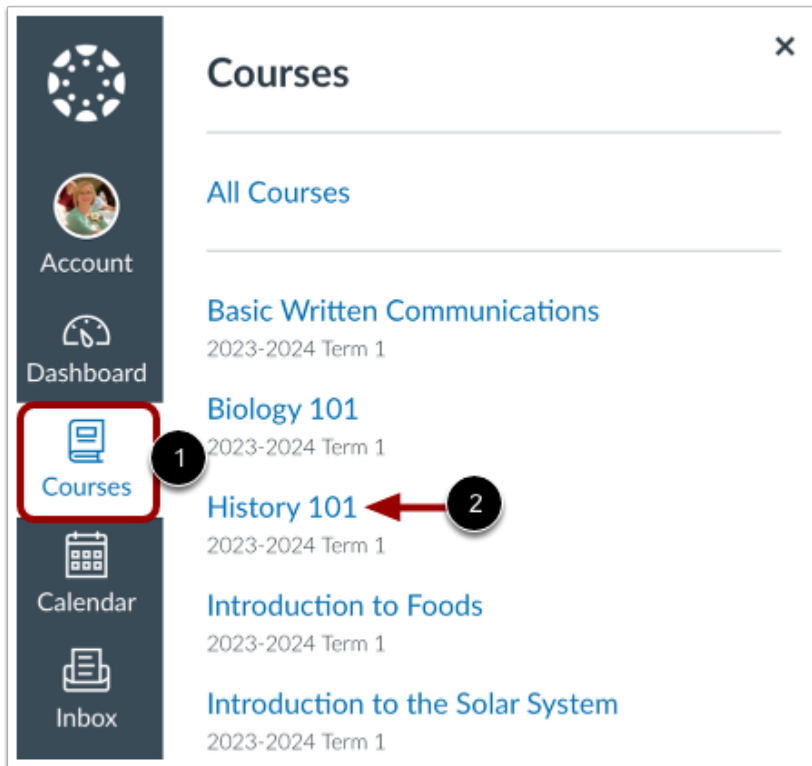 Courses
All Courses
Basic Written Communications
2023-2024 Term 1
Biology 101
2023-2024 Term 1
History 101
2023-2024 Term 1
Introduction to Foods
2023-2024 Term 1
Introduction to the Solar System
2023-2024 Term 1
Account
Dashboard
Courses
1
2
Calendar
Inbox